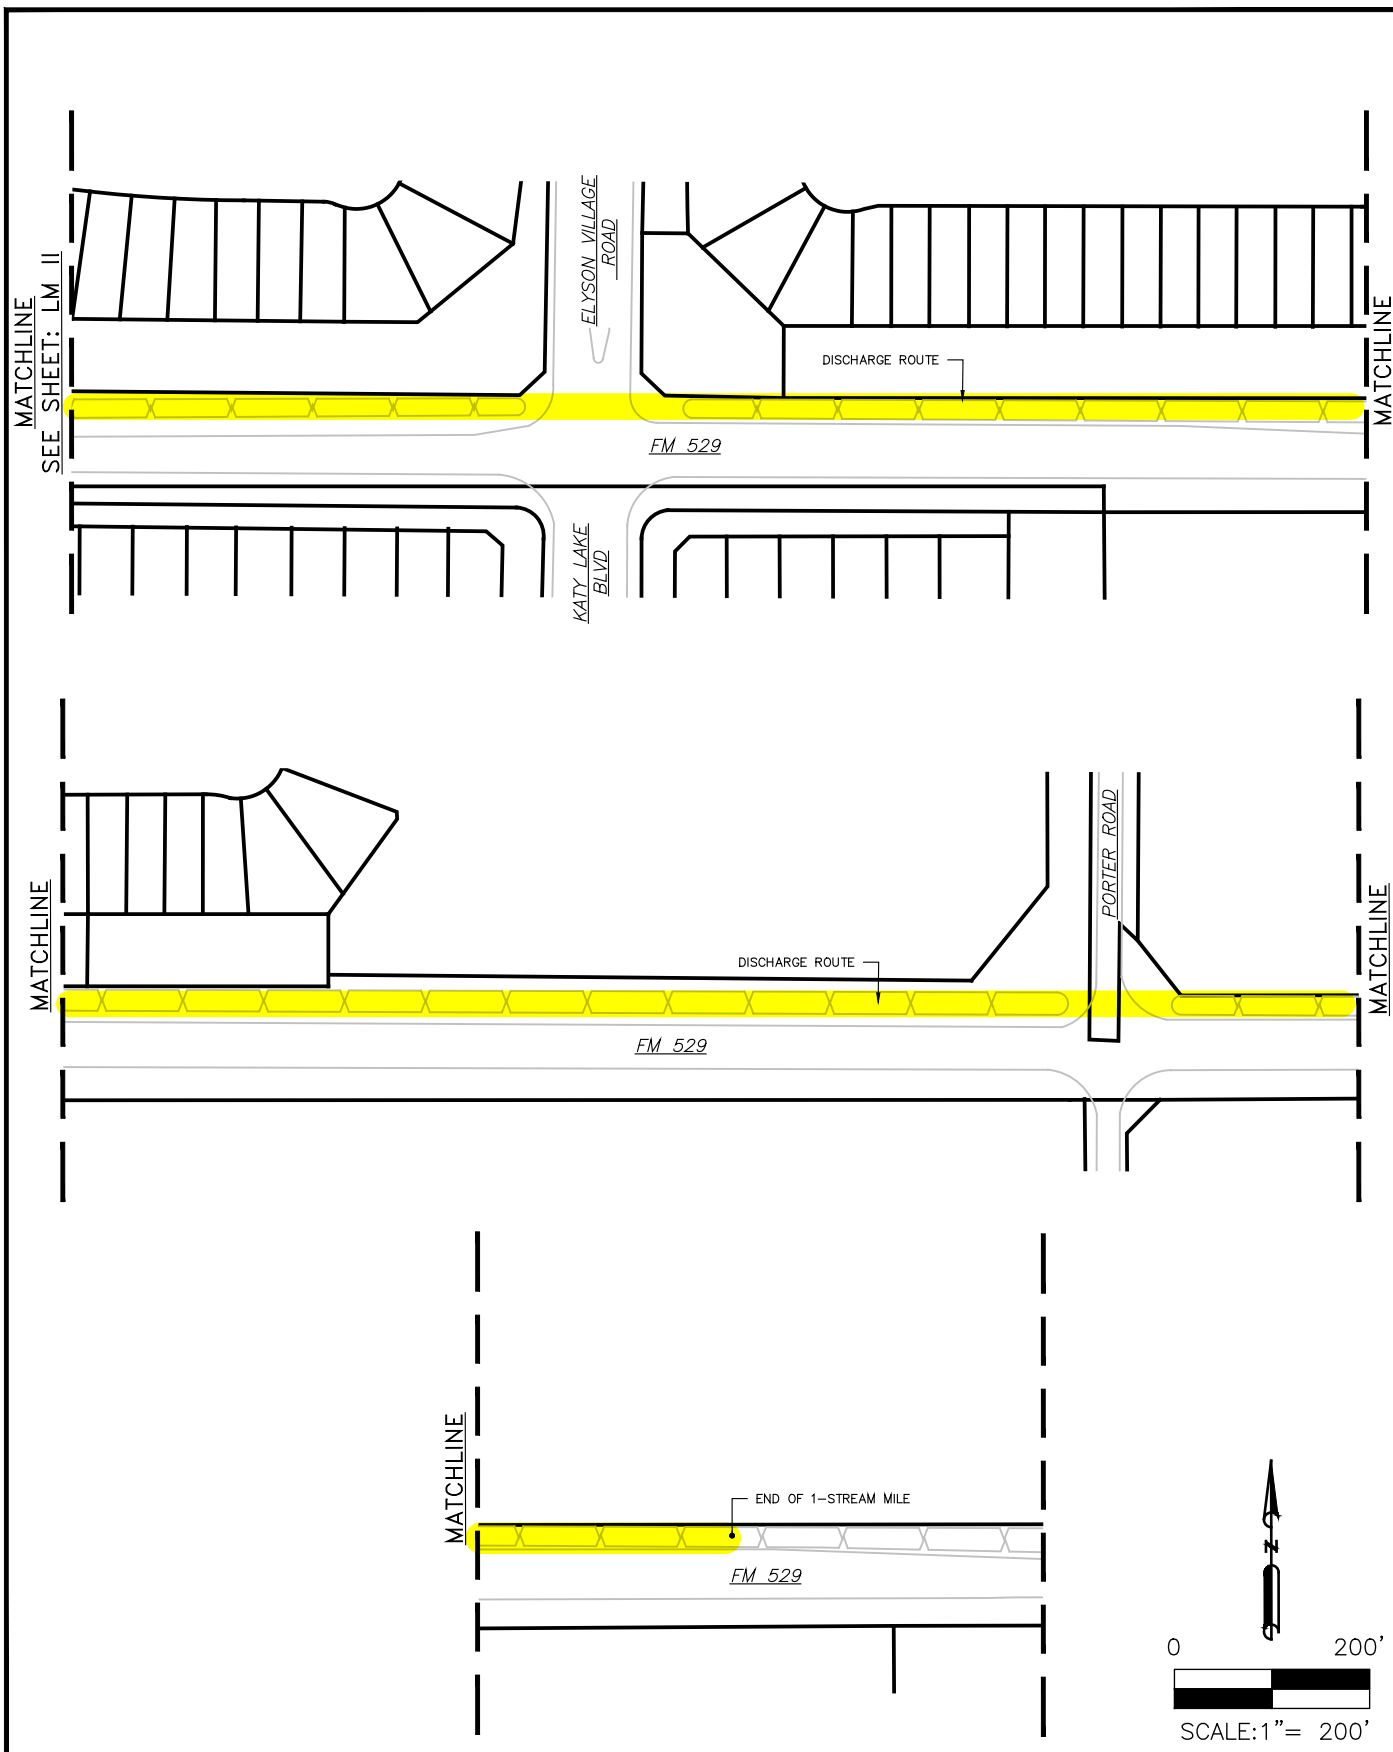 MATCHLINE
SEE SHEET: LM II
ELYSON VILLAGE
ROAD
DISCHARGE ROUTE
MATCHLINE
FM 529
KATY LAKE
BLVD
MATCHLINE
PORTER ROAD
DISCHARGE ROUTE
MATCHLINE
FM 529
MATCHLINE
END OF 1-STREAM MILE
FM 529
N
0 200'
SCALE:1"= 200'